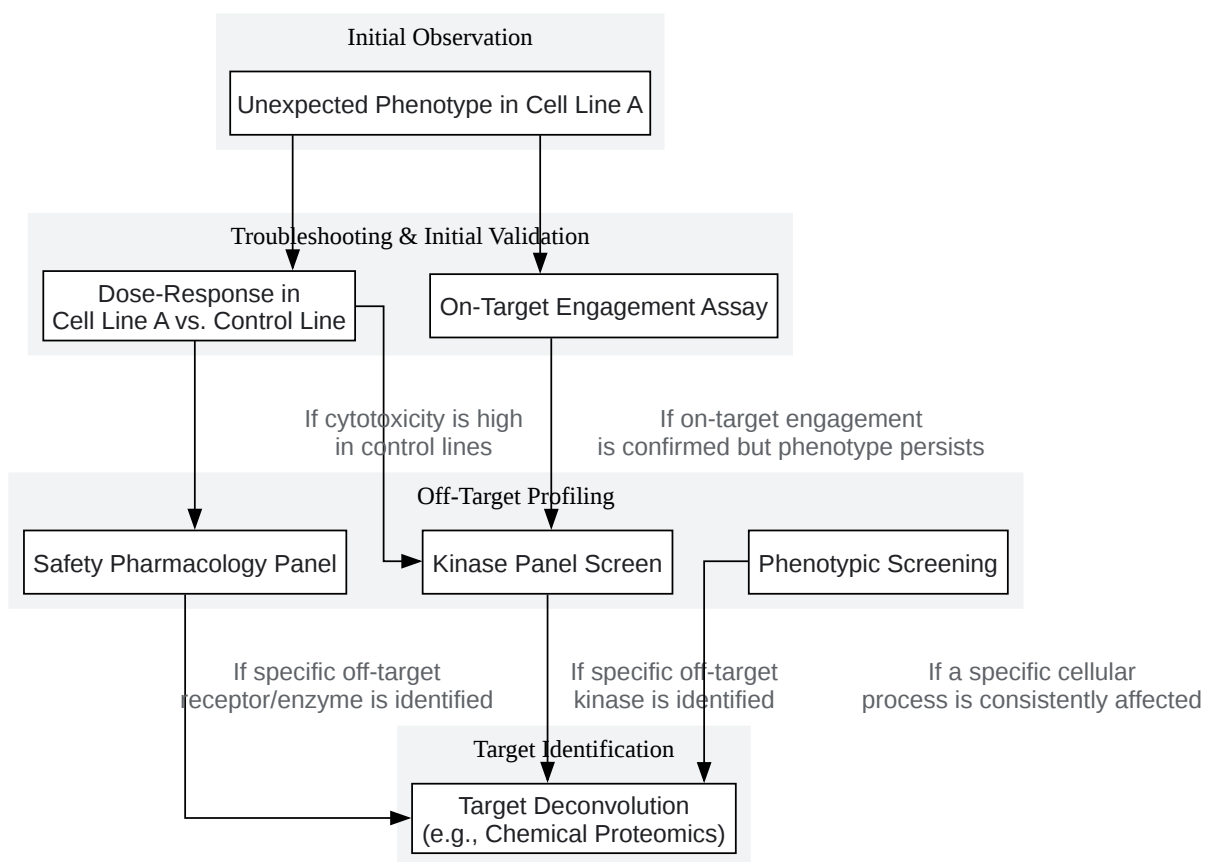 Initial Observation
Unexpected Phenotype in Cell Line A
Troubleshooting & Initial Validation
Dose-Response in
Cell Line A vs. Control Line
On-Target Engagement Assay
If cytotoxicity is high
in control lines
If on-target engagement
is confirmed but phenotype persists
Off-Target Profiling
Safety Pharmacology Panel
Kinase Panel Screen
Phenotypic Screening
If specific off-target
receptor/enzyme is identified
If specific off-target
kinase is identified
If a specific cellular
process is consistently affected
Target Identification
Target Deconvolution
(e.g., Chemical Proteomics)